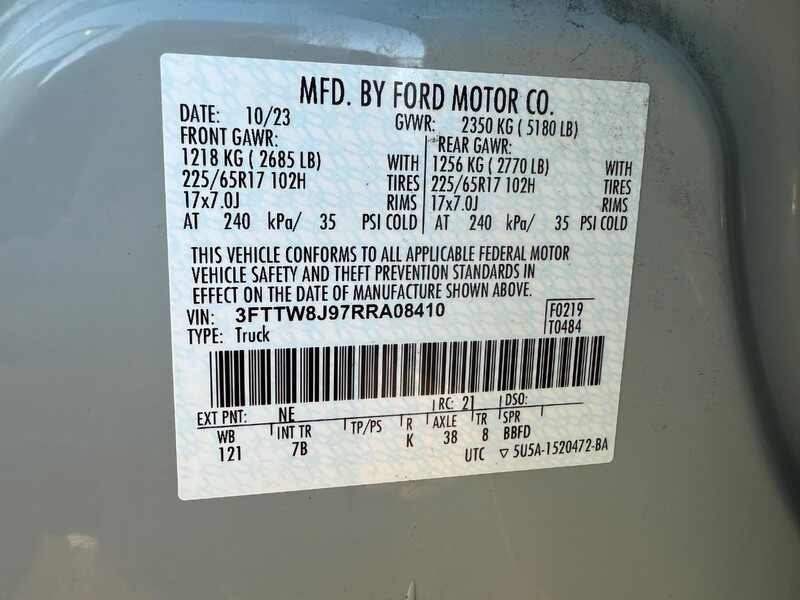 MFD. BY FORD MOTOR CO.
DATE: 10/23 GVWR: 2350 KG ( 5180 LB)
FRONT GAWR: REAR GAWR:
1218 KG ( 2685 LB) WITH 1256 KG ( 2770 LB) WITH
225/65R17 102H TIRES 225/65R17 102H TIRES
17x7.0J RIMS 17x7.0J RIMS
AT 240 kPa/ 35 PSI COLD AT 240 kPa/ 35 PSI COLD
THIS VEHICLE CONFORMS TO ALL APPLICABLE FEDERAL MOTOR
VEHICLE SAFETY AND THEFT PREVENTION STANDARDS IN
EFFECT ON THE DATE OF MANUFACTURE SHOWN ABOVE.
VIN: 3FTTW8J97RRA08410 F0219
TYPE: Truck T0484
EXT PNT: NE RC: 21 DSO:
WB INT TR TP/PS R AXLE TR SPR
121 7B K 38 8 BBFD
UTC ▽ 5U5A-1520472-BA